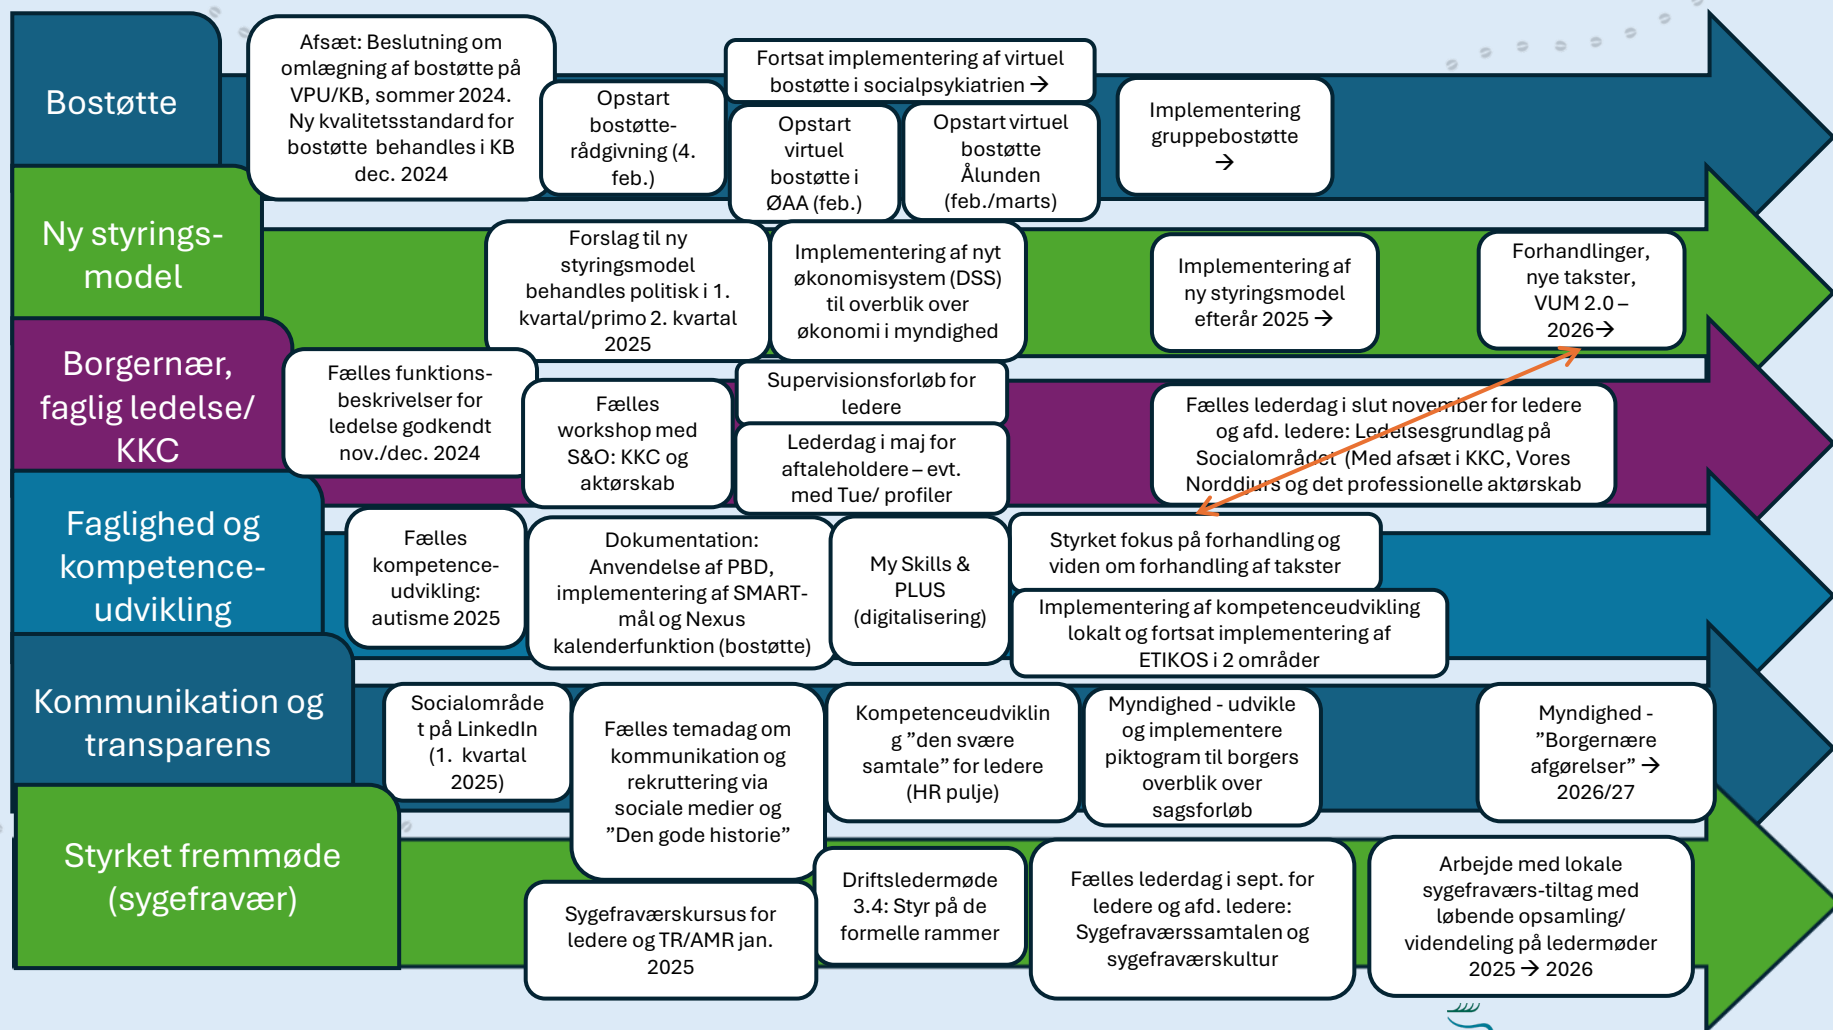 Bostøtte
Afsæt: Beslutning om
omlægning af bostøtte på
VPU/KB, sommer 2024.
Ny kvalitetsstandard for
bostøtte behandles i KB
dec. 2024
Opstart
bostøtte-
rådgivning (4.
feb.)
Fortsat implementering af virtuel
bostøtte i socialpsykiatrien →
Opstart
virtuel
bostøtte i
ØAA (feb.)
Opstart virtuel
bostøtte
Ålunden
(feb./marts)
Implementering
gruppebostøtte
→
Ny styrings-
model
Forslag til ny
styringsmodel
behandles politisk i 1.
kvartal/primo 2. kvartal
2025
Implementering af nyt
økonomisystem (DSS)
til overblik over
økonomi i myndighed
Implementering af
ny styringsmodel
efterår 2025 →
Forhandlinger,
nye takster,
VUM 2.0 –
2026→
Borgernær,
faglig ledelse/
KKC
Fælles funktions-
beskrivelser for
ledelse godkendt
nov./dec. 2024
Fælles
workshop med
S&O: KKC og
aktørskab
Supervisionsforløb for
ledere
Lederdag i maj for
aftaleholdere – evt.
med Tue/ profiler
Fælles lederdag i slut november for ledere
og afd. ledere: Ledelsesgrundlag på
Socialområdet (Med afsæt i KKC, Vores
Norddjurs og det professionelle aktørskab
Faglighed og
kompetence-
udvikling
Fælles
kompetence-
udvikling:
autisme 2025
Dokumentation:
Anvendelse af PBD,
implementering af SMART-
mål og Nexus
kalenderfunktion (bostøtte)
My Skills &
PLUS
(digitalisering)
Styrket fokus på forhandling og
viden om forhandling af takster
Implementering af kompetenceudvikling
lokalt og fortsat implementering af
ETIKOS i 2 områder
Kommunikation og
transparens
Socialområde
t på LinkedIn
(1. kvartal
2025)
Fælles temadag om
kommunikation og
rekruttering via
sociale medier og
”Den gode historie”
Kompetenceudviklin
g ”den svære
samtale” for ledere
(HR pulje)
Myndighed - udvikle
og implementere
piktogram til borgers
overblik over
sagsforløb
Myndighed -
”Borgernære
afgørelser” →
2026/27
Styrket fremmøde
(sygefravær)
Sygefraværskursus for
ledere og TR/AMR jan.
2025
Driftsledermøde
3.4: Styr på de
formelle rammer
Fælles lederdag i sept. for
ledere og afd. ledere:
Sygefraværssamtalen og
sygefraværskultur
Arbejde med lokale
sygefraværs-tiltag med
løbende opsamling/
videndeling på ledermøder
2025 → 2026